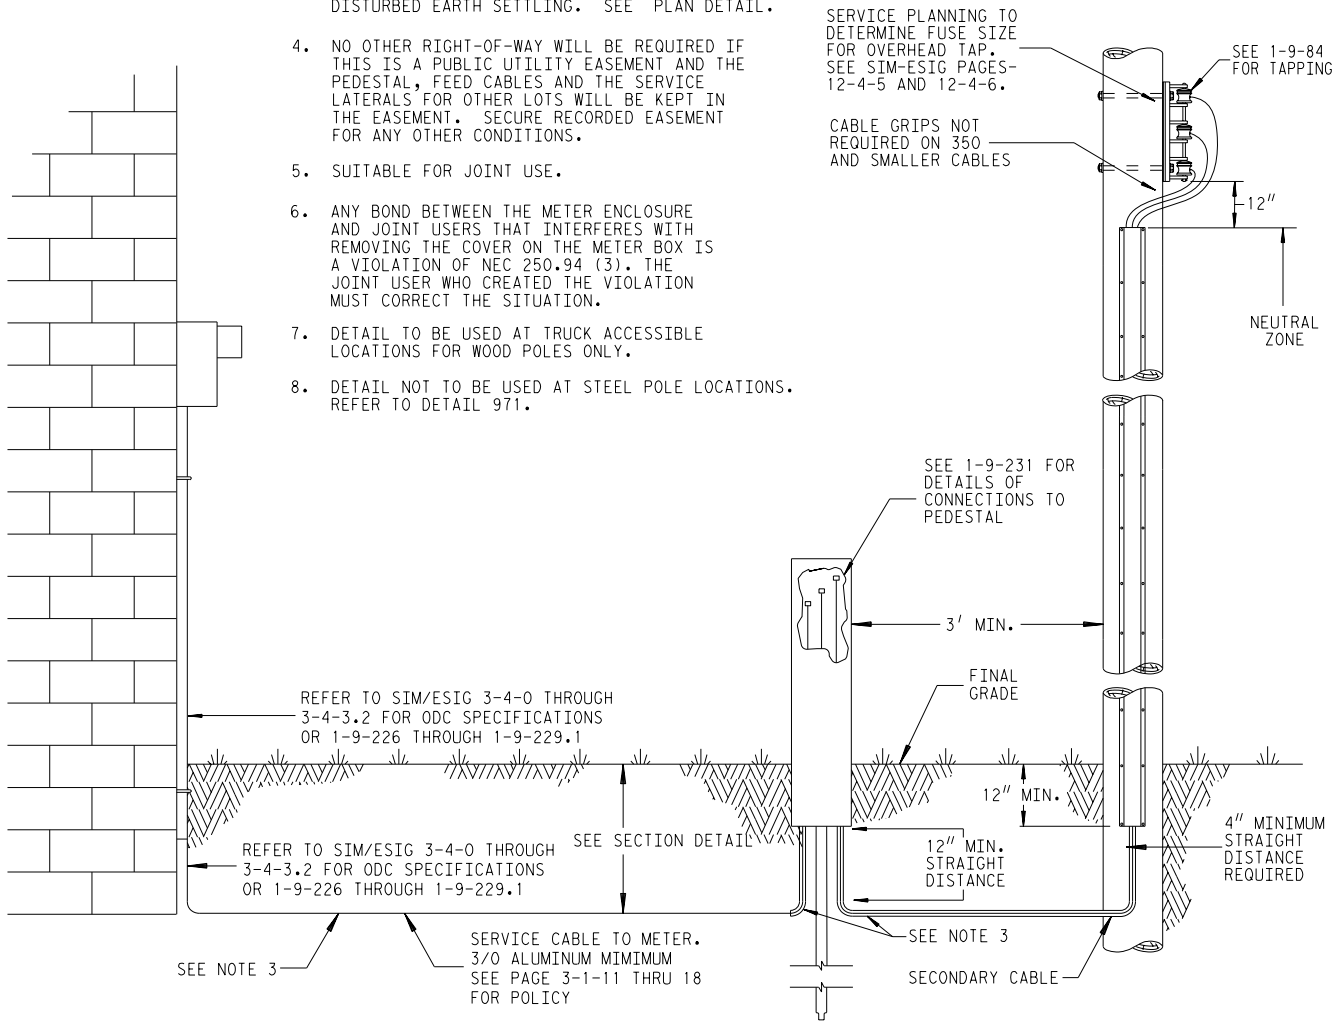 DISTURBED EARTH SETTLING. SEE PLAN DETAIL.
4. NO OTHER RIGHT-OF-WAY WILL BE REQUIRED IF
THIS IS A PUBLIC UTILITY EASEMENT AND THE
PEDESTAL, FEED CABLES AND THE SERVICE
LATERALS FOR OTHER LOTS WILL BE KEPT IN
THE EASEMENT. SECURE RECORDED EASEMENT
FOR ANY OTHER CONDITIONS.
5. SUITABLE FOR JOINT USE.
6. ANY BOND BETWEEN THE METER ENCLOSURE
AND JOINT USERS THAT INTERFERES WITH
REMOVING THE COVER ON THE METER BOX IS
A VIOLATION OF NEC 250.94 (3). THE
JOINT USER WHO CREATED THE VIOLATION
MUST CORRECT THE SITUATION.
7. DETAIL TO BE USED AT TRUCK ACCESSIBLE
LOCATIONS FOR WOOD POLES ONLY.
8. DETAIL NOT TO BE USED AT STEEL POLE LOCATIONS.
REFER TO DETAIL 971.
SERVICE PLANNING TO
DETERMINE FUSE SIZE
FOR OVERHEAD TAP.
SEE SIM-ESIG PAGES-
12-4-5 AND 12-4-6.
SEE 1-9-84
FOR TAPPING
CABLE GRIPS NOT
REQUIRED ON 350
AND SMALLER CABLES
12"
NEUTRAL
ZONE
SEE 1-9-231 FOR
DETAILS OF
CONNECTIONS TO
PEDESTAL
3' MIN.
FINAL
GRADE
REFER TO SIM/ESIG 3-4-0 THROUGH
3-4-3.2 FOR ODC SPECIFICATIONS
OR 1-9-226 THROUGH 1-9-229.1
12" MIN.
SEE SECTION DETAIL
REFER TO SIM/ESIG 3-4-0 THROUGH
3-4-3.2 FOR ODC SPECIFICATIONS
OR 1-9-226 THROUGH 1-9-229.1
12" MIN.
STRAIGHT
DISTANCE
4" MINIMUM
STRAIGHT
DISTANCE
REQUIRED
SEE NOTE 3
SERVICE CABLE TO METER.
3/0 ALUMINUM MIMIMUM
SEE PAGE 3-1-11 THRU 18
FOR POLICY
SEE NOTE 3
SECONDARY CABLE